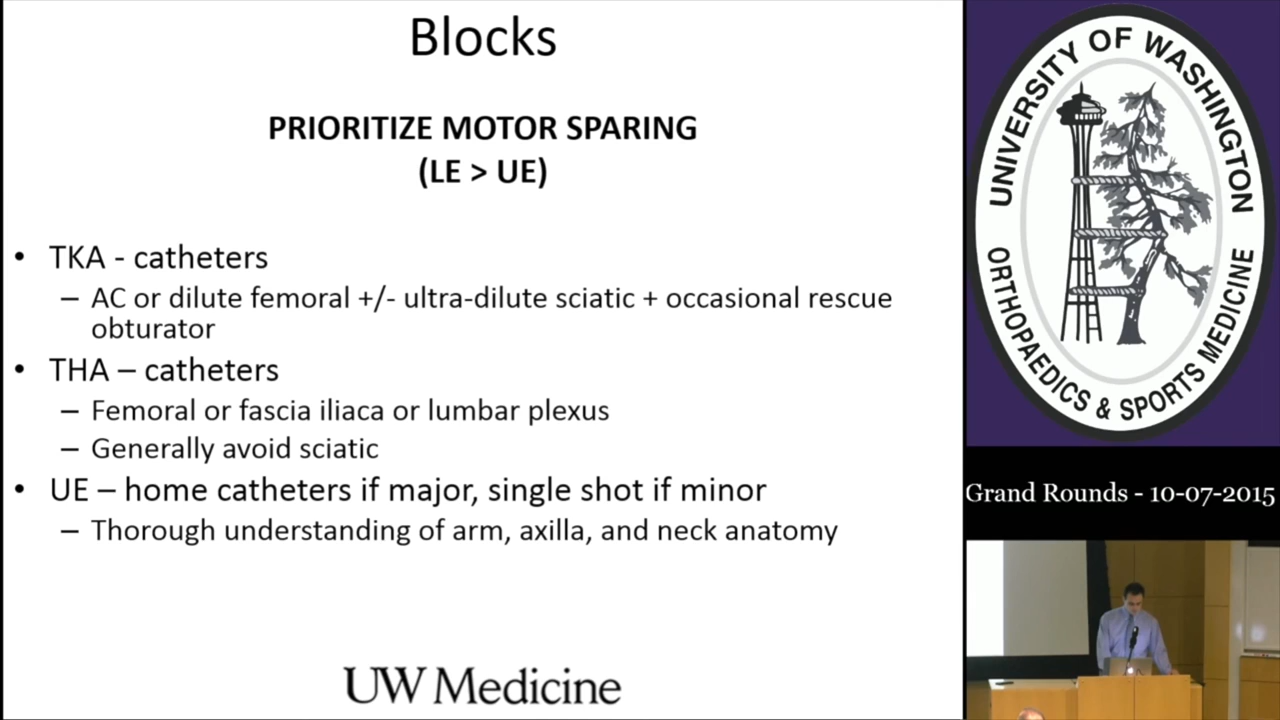 Blocks
PRIORITIZE MOTOR SPARING
(LE > UE)
• TKA - catheters
– AC or dilute femoral +/- ultra-dilute sciatic + occasional rescue
obturator
• THA – catheters
– Femoral or fascia iliaca or lumbar plexus
– Generally avoid sciatic
• UE – home catheters if major, single shot if minor
– Thorough understanding of arm, axilla, and neck anatomy
UW Medicine
UNIVERSITY OF WASHINGTON
ORTHOPAEDICS & SPORTS MEDICINE
Grand Rounds - 10-07-2015